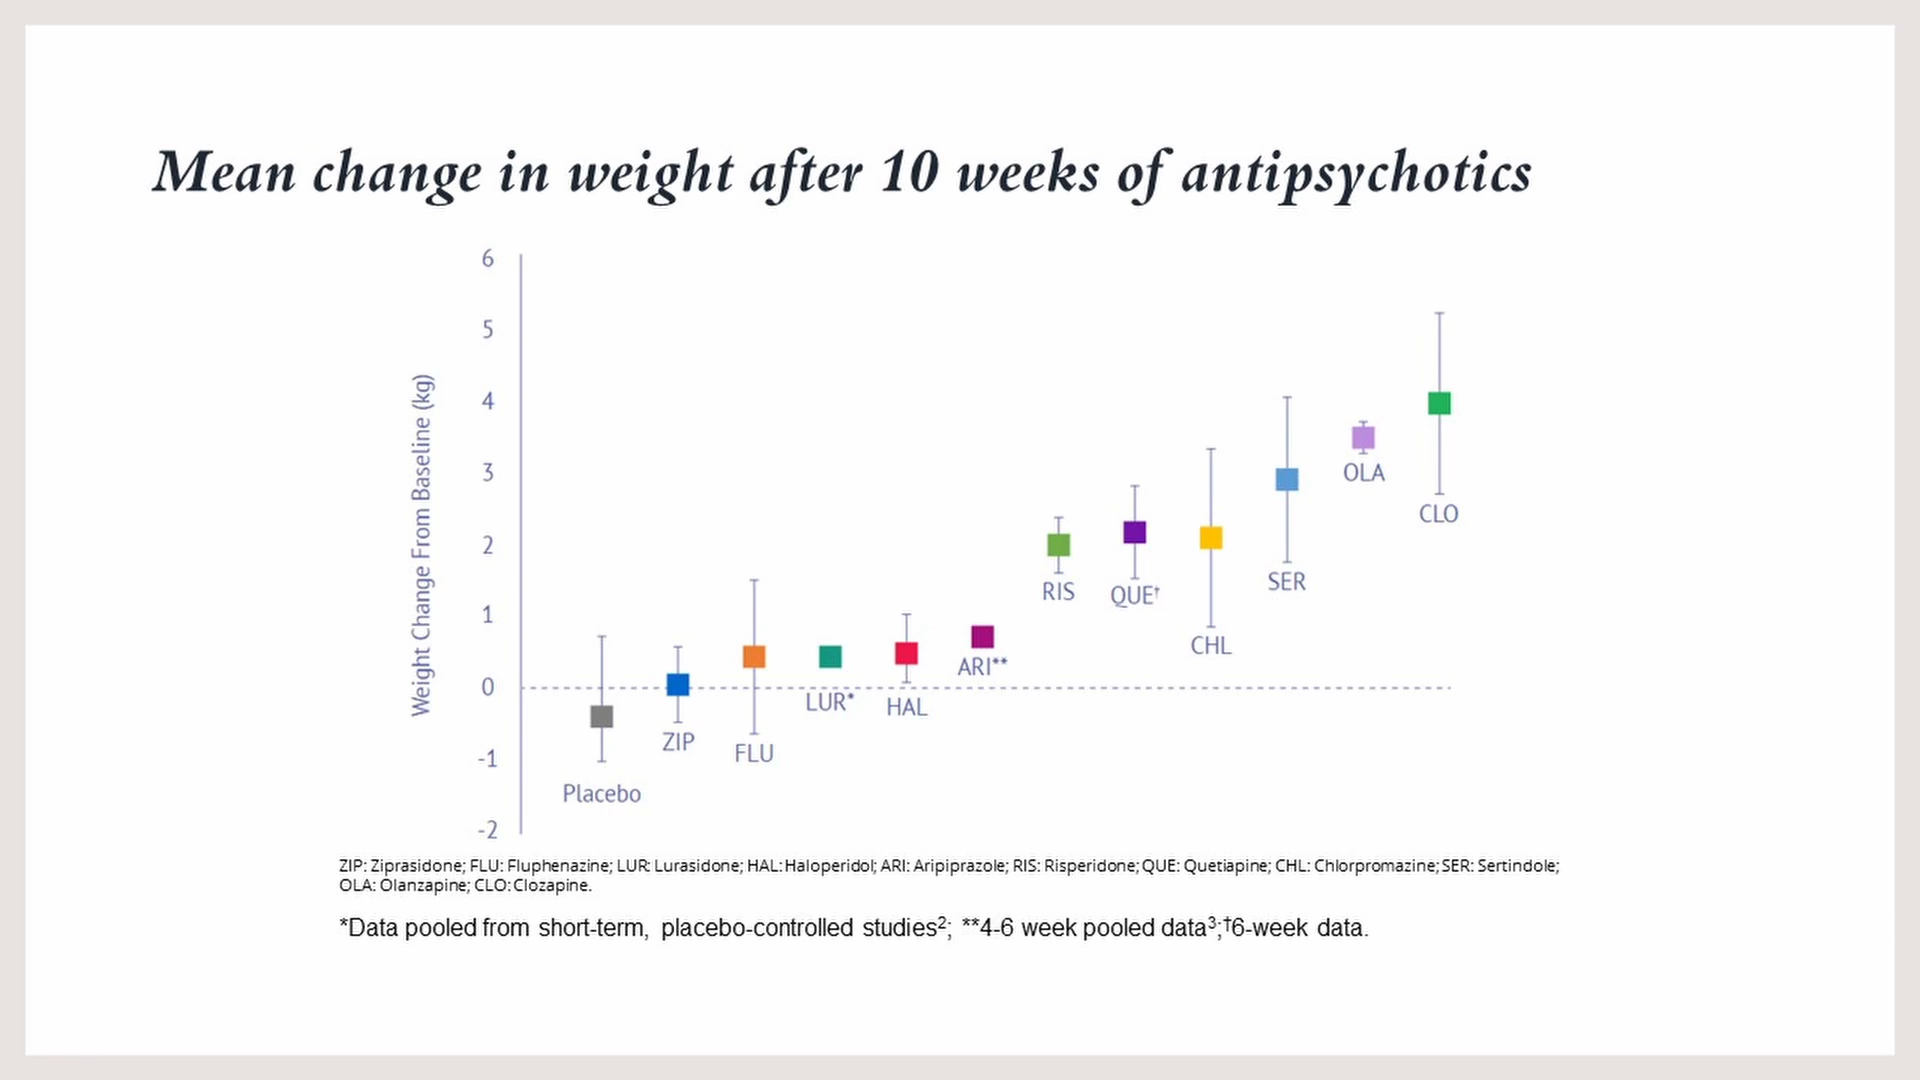 Mean change in weight after 10 weeks of antipsychotics
Weight Change From Baseline (kg)
6
5
4
3
2
1
0
-1
-2
Placebo
ZIP
FLU
LUR*
HAL
ARI**
RIS
QUE†
CHL
SER
OLA
CLO
ZIP: Ziprasidone; FLU: Fluphenazine; LUR: Lurasidone; HAL: Haloperidol; ARI: Aripiprazole; RIS: Risperidone; QUE: Quetiapine; CHL: Chlorpromazine; SER: Sertindole;
OLA: Olanzapine; CLO: Clozapine.
*Data pooled from short-term, placebo-controlled studies²; **4-6 week pooled data³;†6-week data.